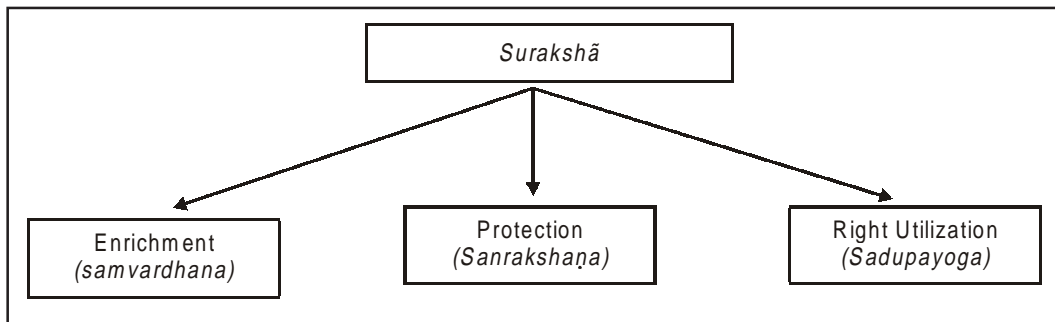 Surakshã
Enrichment
(samvardhana)
Protection
(Sanrakshaṇa)
Right Utilization
(Sadupayoga)